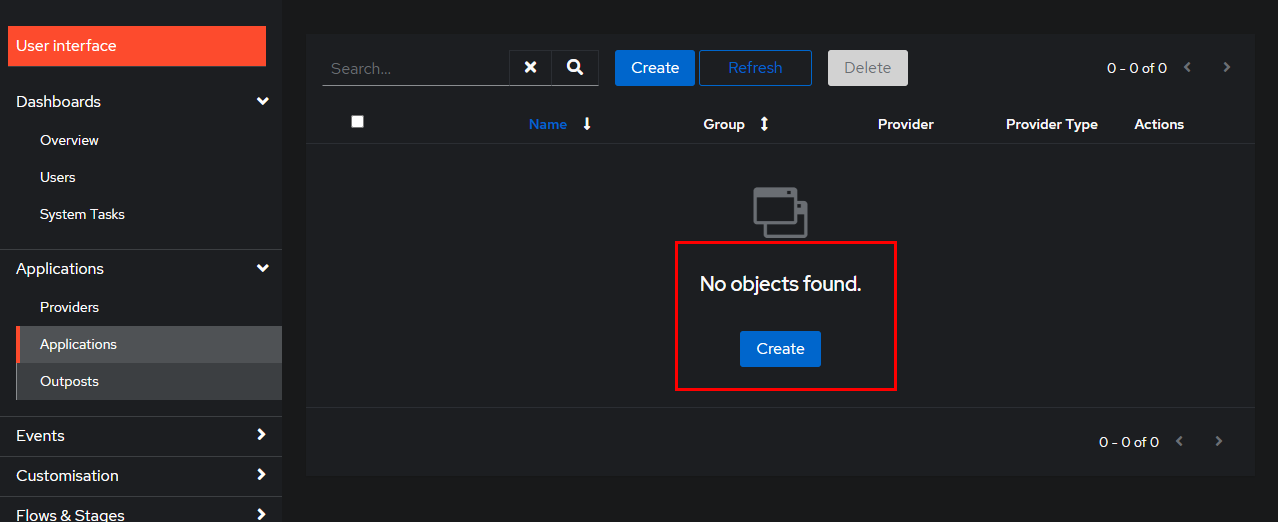 User interface
Dashboards
Overview
Users
System Tasks
Applications
Providers
Applications
Outposts
Events
Customisation
Flows & Stages
Search...
Create
Refresh
Delete
0 - 0 of 0
Name
Group
Provider
Provider Type
Actions
No objects found.
Create
0 - 0 of 0